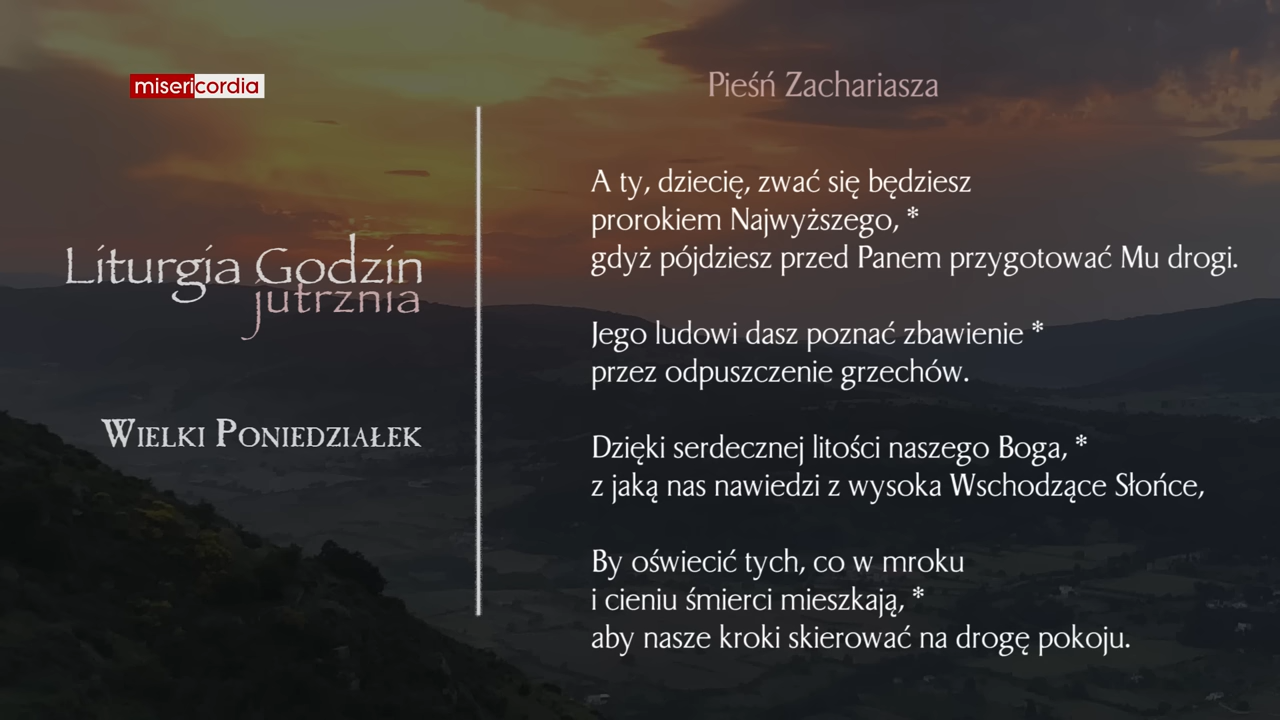 misericordia
Liturgia Godzin
jutrznia
Wielki Poniedziałek
Pieśń Zachariasza
A ty, dziecię, zwać się będziesz
prorokiem Najwyższego, *
gdyż pójdziesz przed Panem przygotować Mu drogi.
Jego ludowi dasz poznać zbawienie *
przez odpuszczenie grzechów.
Dzięki serdecznej litości naszego Boga, *
z jaką nas nawiedzi z wysoka Wschodzące Słońce,
By oświecić tych, co w mroku
i cieniu śmierci mieszkają, *
aby nasze kroki skierować na drogę pokoju.